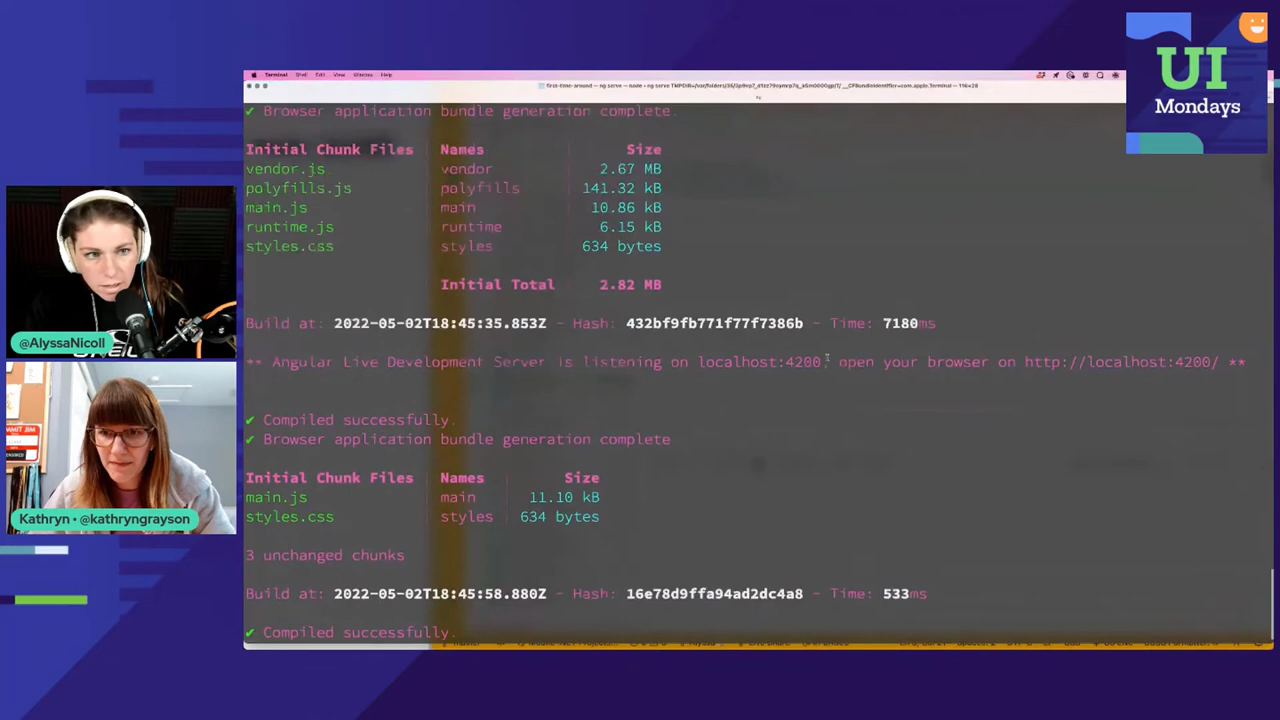 UI
Mondays
Terminal Shell Edit View Window Help
✔ Browser application bundle generation complete.
Initial Chunk Files | Names | Size
vendor.js | vendor | 2.67 MB
polyfills.js | polyfills | 141.32 kB
main.js | main | 10.86 kB
runtime.js | runtime | 6.15 kB
styles.css | styles | 634 bytes
| Initial Total | 2.82 MB
Build at: 2022-05-02T18:45:35.853Z - Hash: 432bf9fb771f77f7386b - Time: 7180ms
** Angular Live Development Server is listening on localhost:4200, open your browser on http://localhost:4200/ **
✔ Compiled successfully.
✔ Browser application bundle generation complete
Initial Chunk Files | Names | Size
main.js | main | 11.10 kB
styles.css | styles | 634 bytes
3 unchanged chunks
Build at: 2022-05-02T18:45:58.880Z - Hash: 16e78d9ffa94ad2dc4a8 - Time: 533ms
✔ Compiled successfully.
@AlyssaNicoll
Kathryn • @kathryngrayson